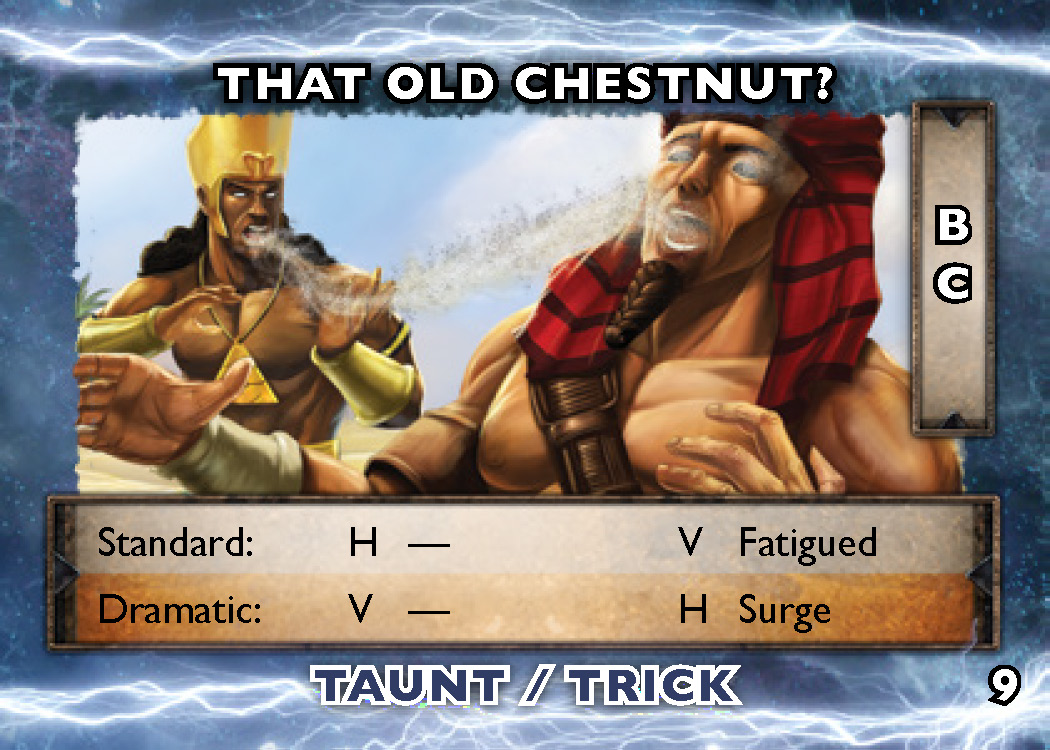 THAT OLD CHESTNUT?
B
C
Standard: H — V Fatigued
Dramatic: V — H Surge
TAUNT / TRICK
9